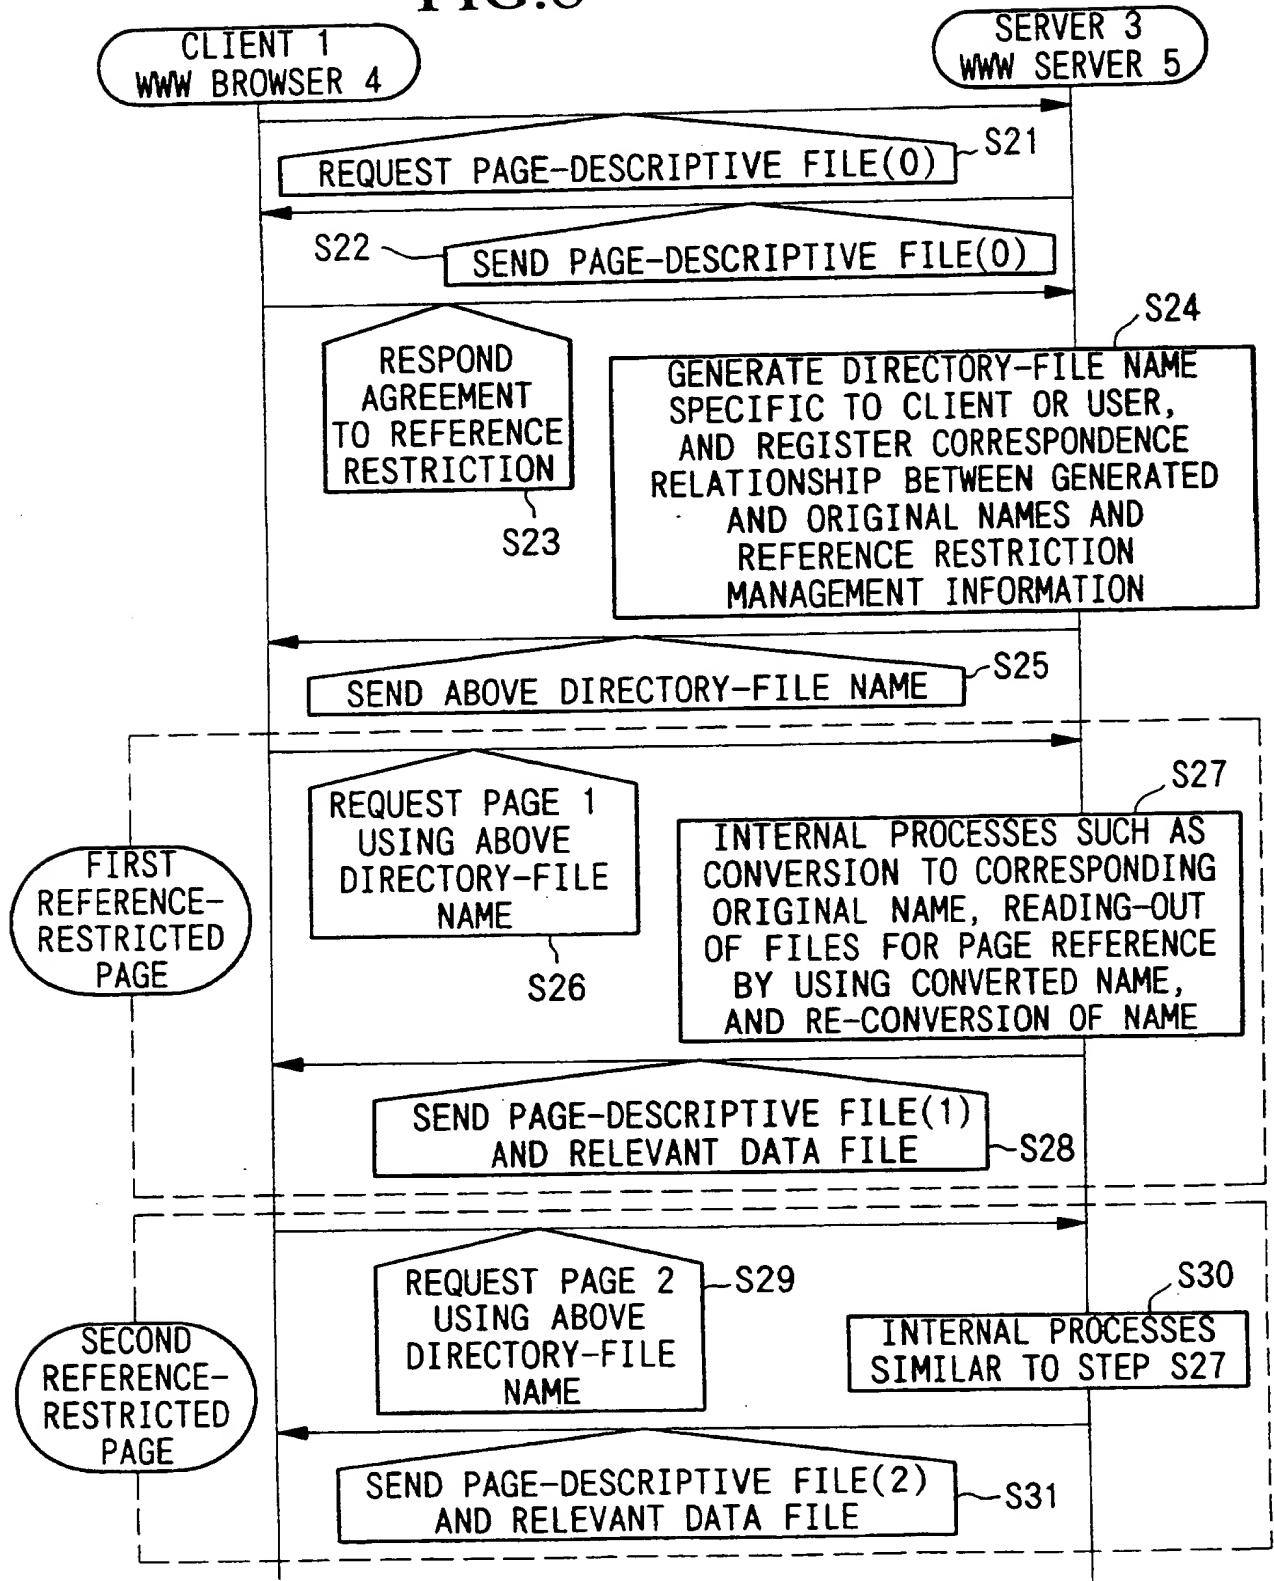 CLIENT 1
WWW BROWSER 4
SERVER 3
WWW SERVER 5
S21
REQUEST PAGE-DESCRIPTIVE FILE(0)
S22
SEND PAGE-DESCRIPTIVE FILE(0)
S24
RESPOND
AGREEMENT
TO REFERENCE
RESTRICTION
S23
GENERATE DIRECTORY-FILE NAME
SPECIFIC TO CLIENT OR USER,
AND REGISTER CORRESPONDENCE
RELATIONSHIP BETWEEN GENERATED
AND ORIGINAL NAMES AND
REFERENCE RESTRICTION
MANAGEMENT INFORMATION
S25
SEND ABOVE DIRECTORY-FILE NAME
FIRST
REFERENCE-
RESTRICTED
PAGE
REQUEST PAGE 1
USING ABOVE
DIRECTORY-FILE
NAME
S26
S27
INTERNAL PROCESSES SUCH AS
CONVERSION TO CORRESPONDING
ORIGINAL NAME, READING-OUT
OF FILES FOR PAGE REFERENCE
BY USING CONVERTED NAME,
AND RE-CONVERSION OF NAME
SEND PAGE-DESCRIPTIVE FILE(1)
AND RELEVANT DATA FILE
S28
SECOND
REFERENCE-
RESTRICTED
PAGE
REQUEST PAGE 2
USING ABOVE
DIRECTORY-FILE
NAME
S29
S30
INTERNAL PROCESSES
SIMILAR TO STEP S27
SEND PAGE-DESCRIPTIVE FILE(2)
AND RELEVANT DATA FILE
S31